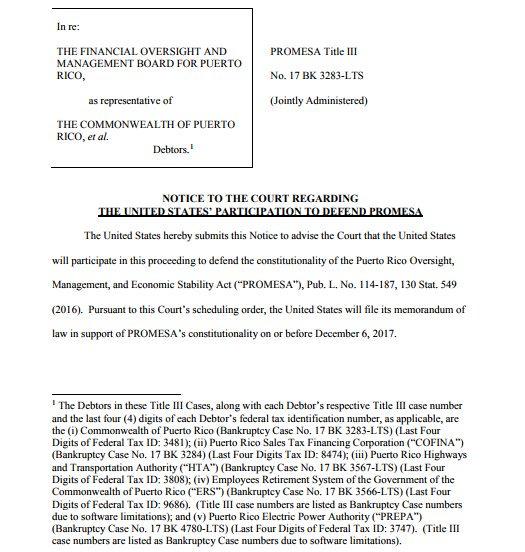 In re:
THE FINANCIAL OVERSIGHT AND
MANAGEMENT BOARD FOR PUERTO
RICO,
as representative of
THE COMMONWEALTH OF PUERTO
RICO, et al.
Debtors.¹
PROMESA Title III
No. 17 BK 3283-LTS
(Jointly Administered)
NOTICE TO THE COURT REGARDING
THE UNITED STATES’ PARTICIPATION TO DEFEND PROMESA
The United States hereby submits this Notice to advise the Court that the United States
will participate in this proceeding to defend the constitutionality of the Puerto Rico Oversight,
Management, and Economic Stability Act (“PROMESA”), Pub. L. No. 114-187, 130 Stat. 549
(2016). Pursuant to this Court’s scheduling order, the United States will file its memorandum of
law in support of PROMESA’s constitutionality on or before December 6, 2017.
¹ The Debtors in these Title III Cases, along with each Debtor’s respective Title III case number
and the last four (4) digits of each Debtor’s federal tax identification number, as applicable, are
the (i) Commonwealth of Puerto Rico (Bankruptcy Case No. 17 BK 3283-LTS) (Last Four
Digits of Federal Tax ID: 3481); (ii) Puerto Rico Sales Tax Financing Corporation (“COFINA”)
(Bankruptcy Case No. 17 BK 3284) (Last Four Digits: 8474); (iii) Puerto Rico Highways
and Transportation Authority (“HTA”) (Bankruptcy Case No. 17 BK 3567-LTS) (Last Four
Digits of Federal Tax ID: 3808); (iv) Employees Retirement System of the Government of the
Commonwealth of Puerto Rico (“ERS”) (Bankruptcy Case No. 17 BK 3566-LTS) (Last Four
Digits of Federal Tax ID: 9686). (Title III case numbers are listed as Bankruptcy Case numbers
due to software limitations); and (v) Puerto Rico Electric Power Authority (“PREPA”)
(Bankruptcy Case No. 17 BK 4780-LTS) (Last Four Digits of Federal Tax ID: 3747). (Title III
case numbers are listed as Bankruptcy Case numbers due to software limitations).